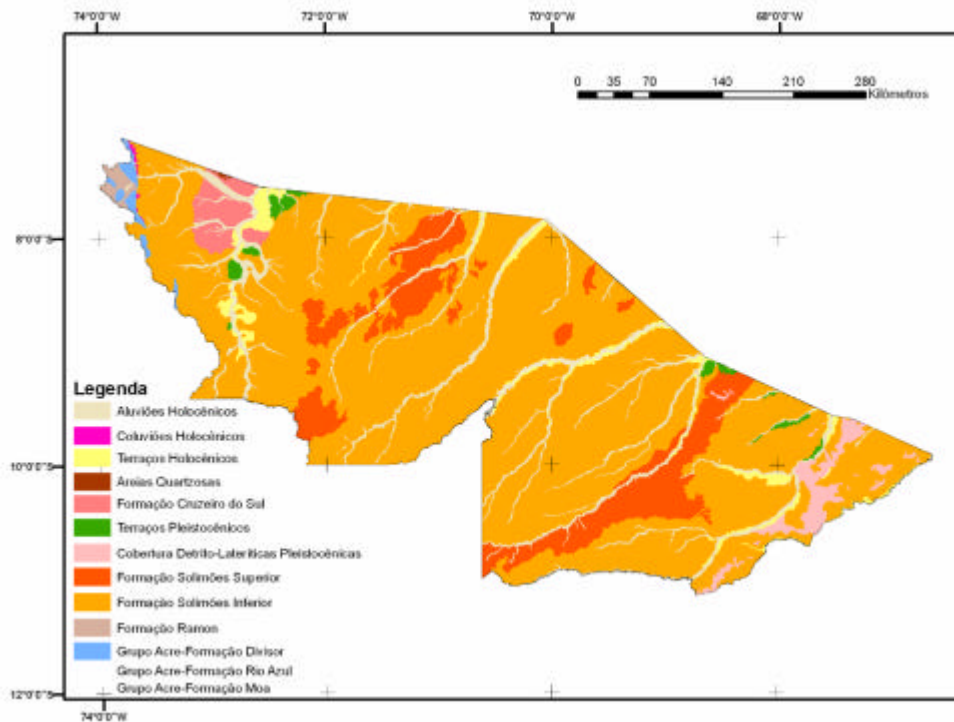 74°0'0"W 72°0'0"W 70°0'0"W 68°0'0"W
0 35 70 140 210 280
Kilômetros
8°0'0"S
10°0'0"S
12°0'0"S
74°0'0"W
Legenda
Aluviões Holocênicos
Coluviões Holocênicos
Terraços Holocênicos
Areias Quartzosas
Formação Cruzeiro do Sul
Terraços Pleistocênicos
Cobertura Detrito-Lateríticas Pleistocênicas
Formação Solimões Superior
Formação Solimões Inferior
Formação Ramon
Grupo Acre-Formação Divisor
Grupo Acre-Formação Rio Azul
Grupo Acre-Formação Moa